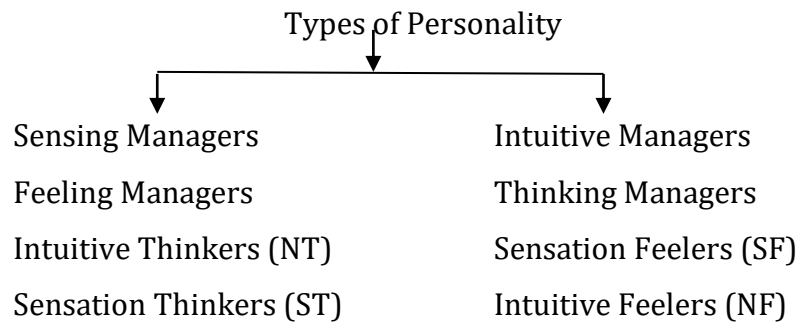 Types of Personality
Sensing Managers
Intuitive Managers
Feeling Managers
Thinking Managers
Intuitive Thinkers (NT)
Sensation Feelers (SF)
Sensation Thinkers (ST)
Intuitive Feelers (NF)